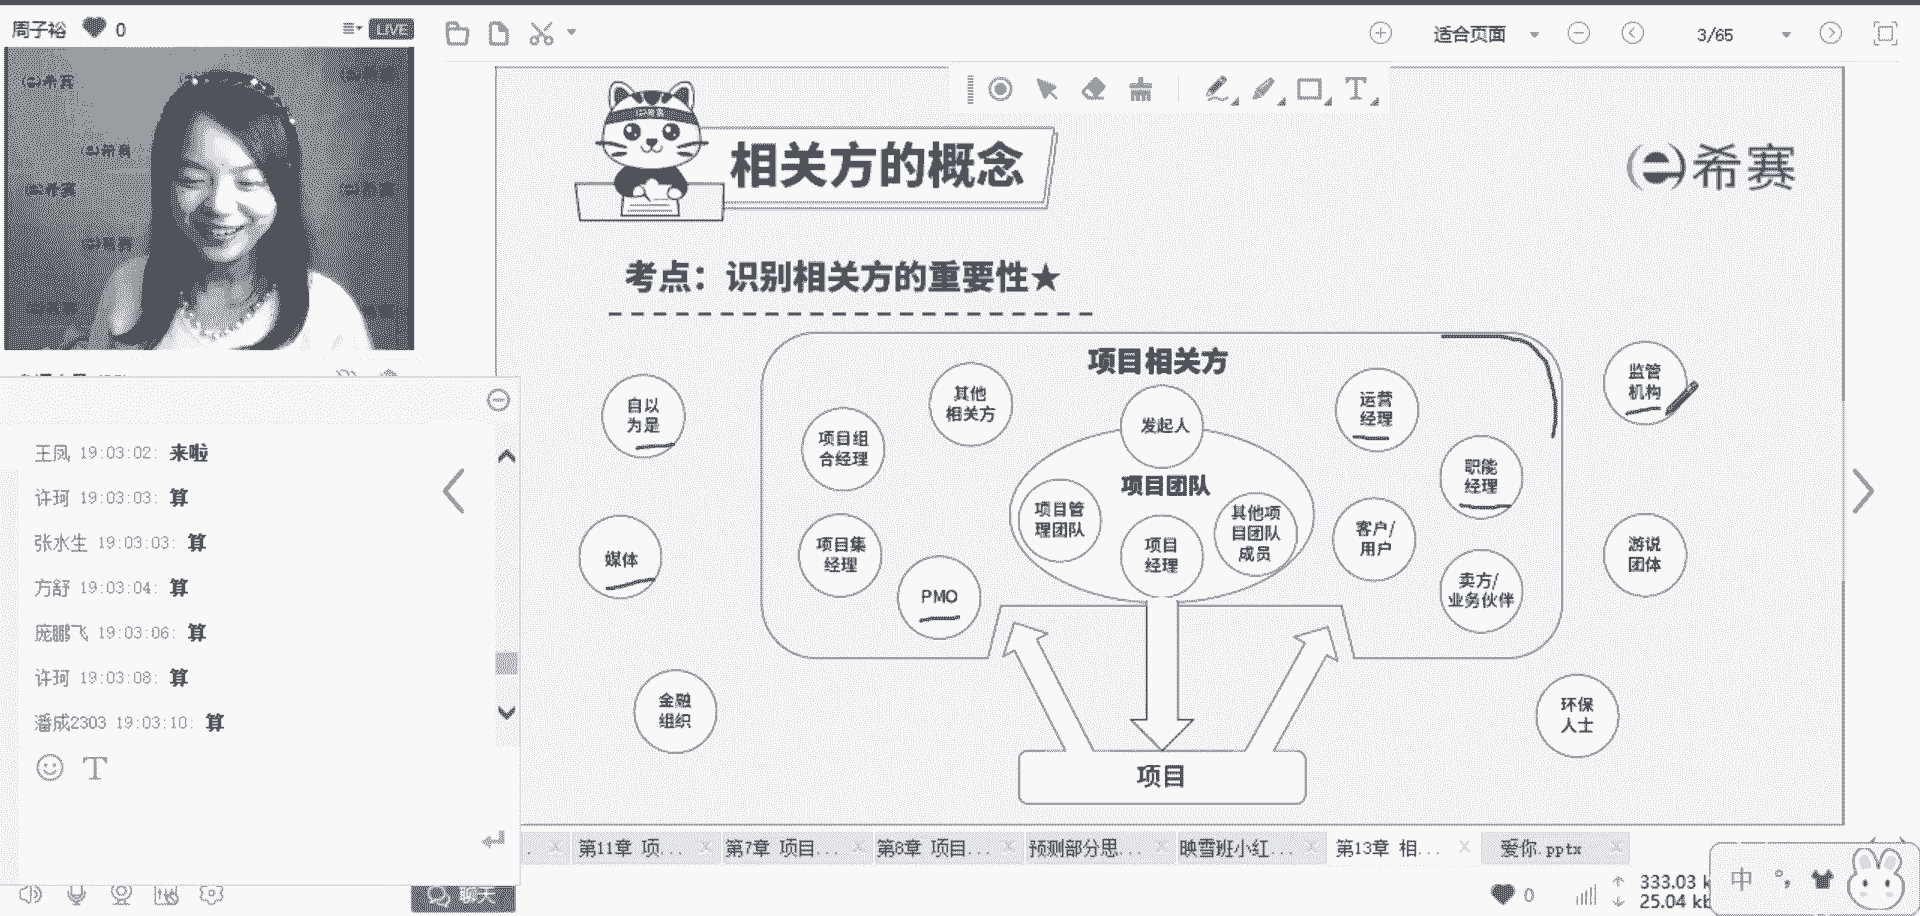 周子裕 0
LIVE
适合页面
3/65
希赛
相关方的概念
希赛
考点：识别相关方的重要性★
项目相关方
自以
为是
项目组
合经理
其他
相关方
发起人
运营
经理
监管
机构
职能
经理
项目团队
项目管
理团队
项目
经理
其他项
目团队
成员
客户/
用户
卖方/
业务伙伴
游说
团体
媒体
项目集
经理
PMO
金融
组织
环保
人士
项目
王凤 19:03:02: 来啦
许珂 19:03:03: 算
张水生 19:03:03: 算
方舒 19:03:04: 算
庞鹏飞 19:03:06: 算
许珂 19:03:08: 算
潘成2303 19:03:10: 算
聊天
第11章 项...
第7章 项目...
第8章 项目...
预测部分思...
映雪班小红...
第13章 相...
爱你.pptx
0
333.03 k
25.04 kb
中